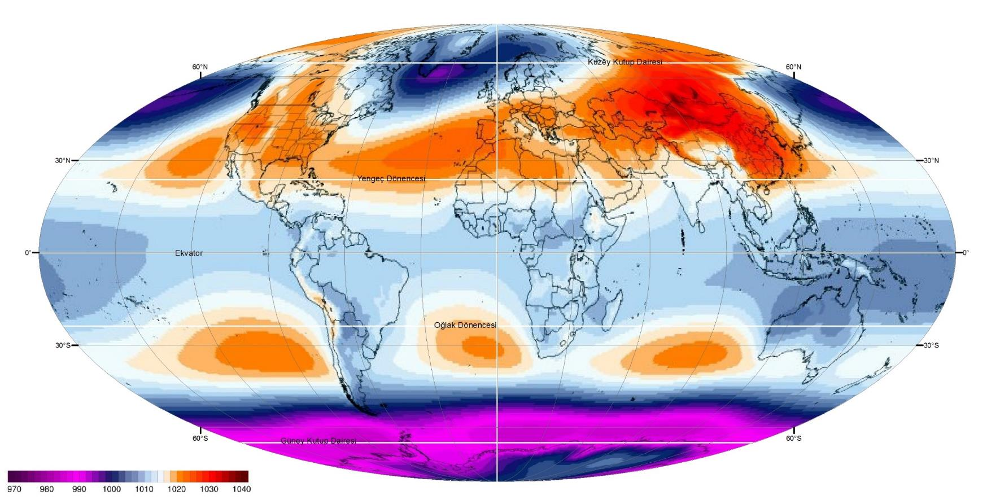 60°N
60°N
Kuzey Kutup Dairesi
30°N
30°N
Yengeç Dönencesi
0°
Ekvator
0°
Oğlak Dönencesi
30°S
30°S
60°S
60°S
Güney Kutup Dairesi
970 980 990 1000 1010 1020 1030 1040